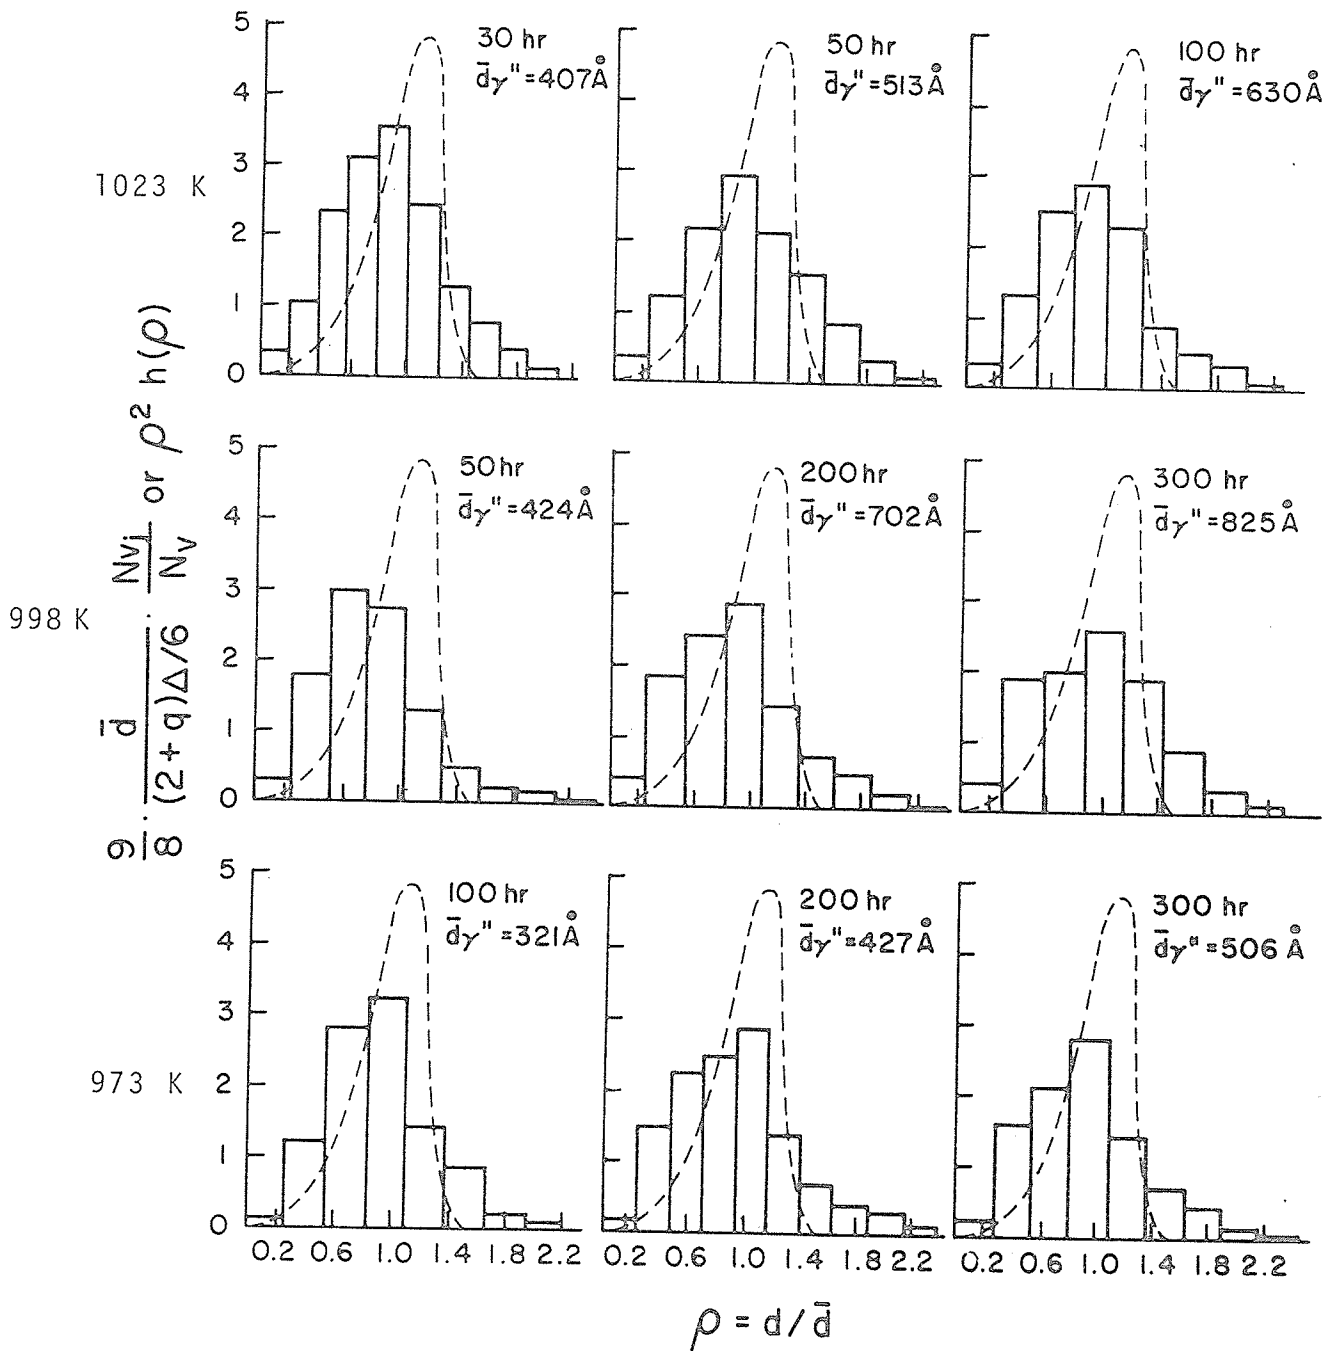 5
4
3
2
1
0
1023 K
30 hr
d̄γ" = 407Å
50 hr
d̄γ" = 513Å
100 hr
d̄γ" = 630Å
9/8 · d̄/(2 + q)Δ/6 · Nvj/Nv or ρ² h(ρ)
5
4
3
2
1
0
998 K
50 hr
d̄γ" = 424Å
200 hr
d̄γ" = 702Å
300 hr
d̄γ" = 825Å
5
4
3
2
1
0
973 K
100 hr
d̄γ" = 321Å
200 hr
d̄γ" = 427Å
300 hr
d̄γ" = 506 Å
0.2 0.6 1.0 1.4 1.8 2.2
0.2 0.6 1.0 1.4 1.8 2.2
0.2 0.6 1.0 1.4 1.8 2.2
ρ = d/d̄